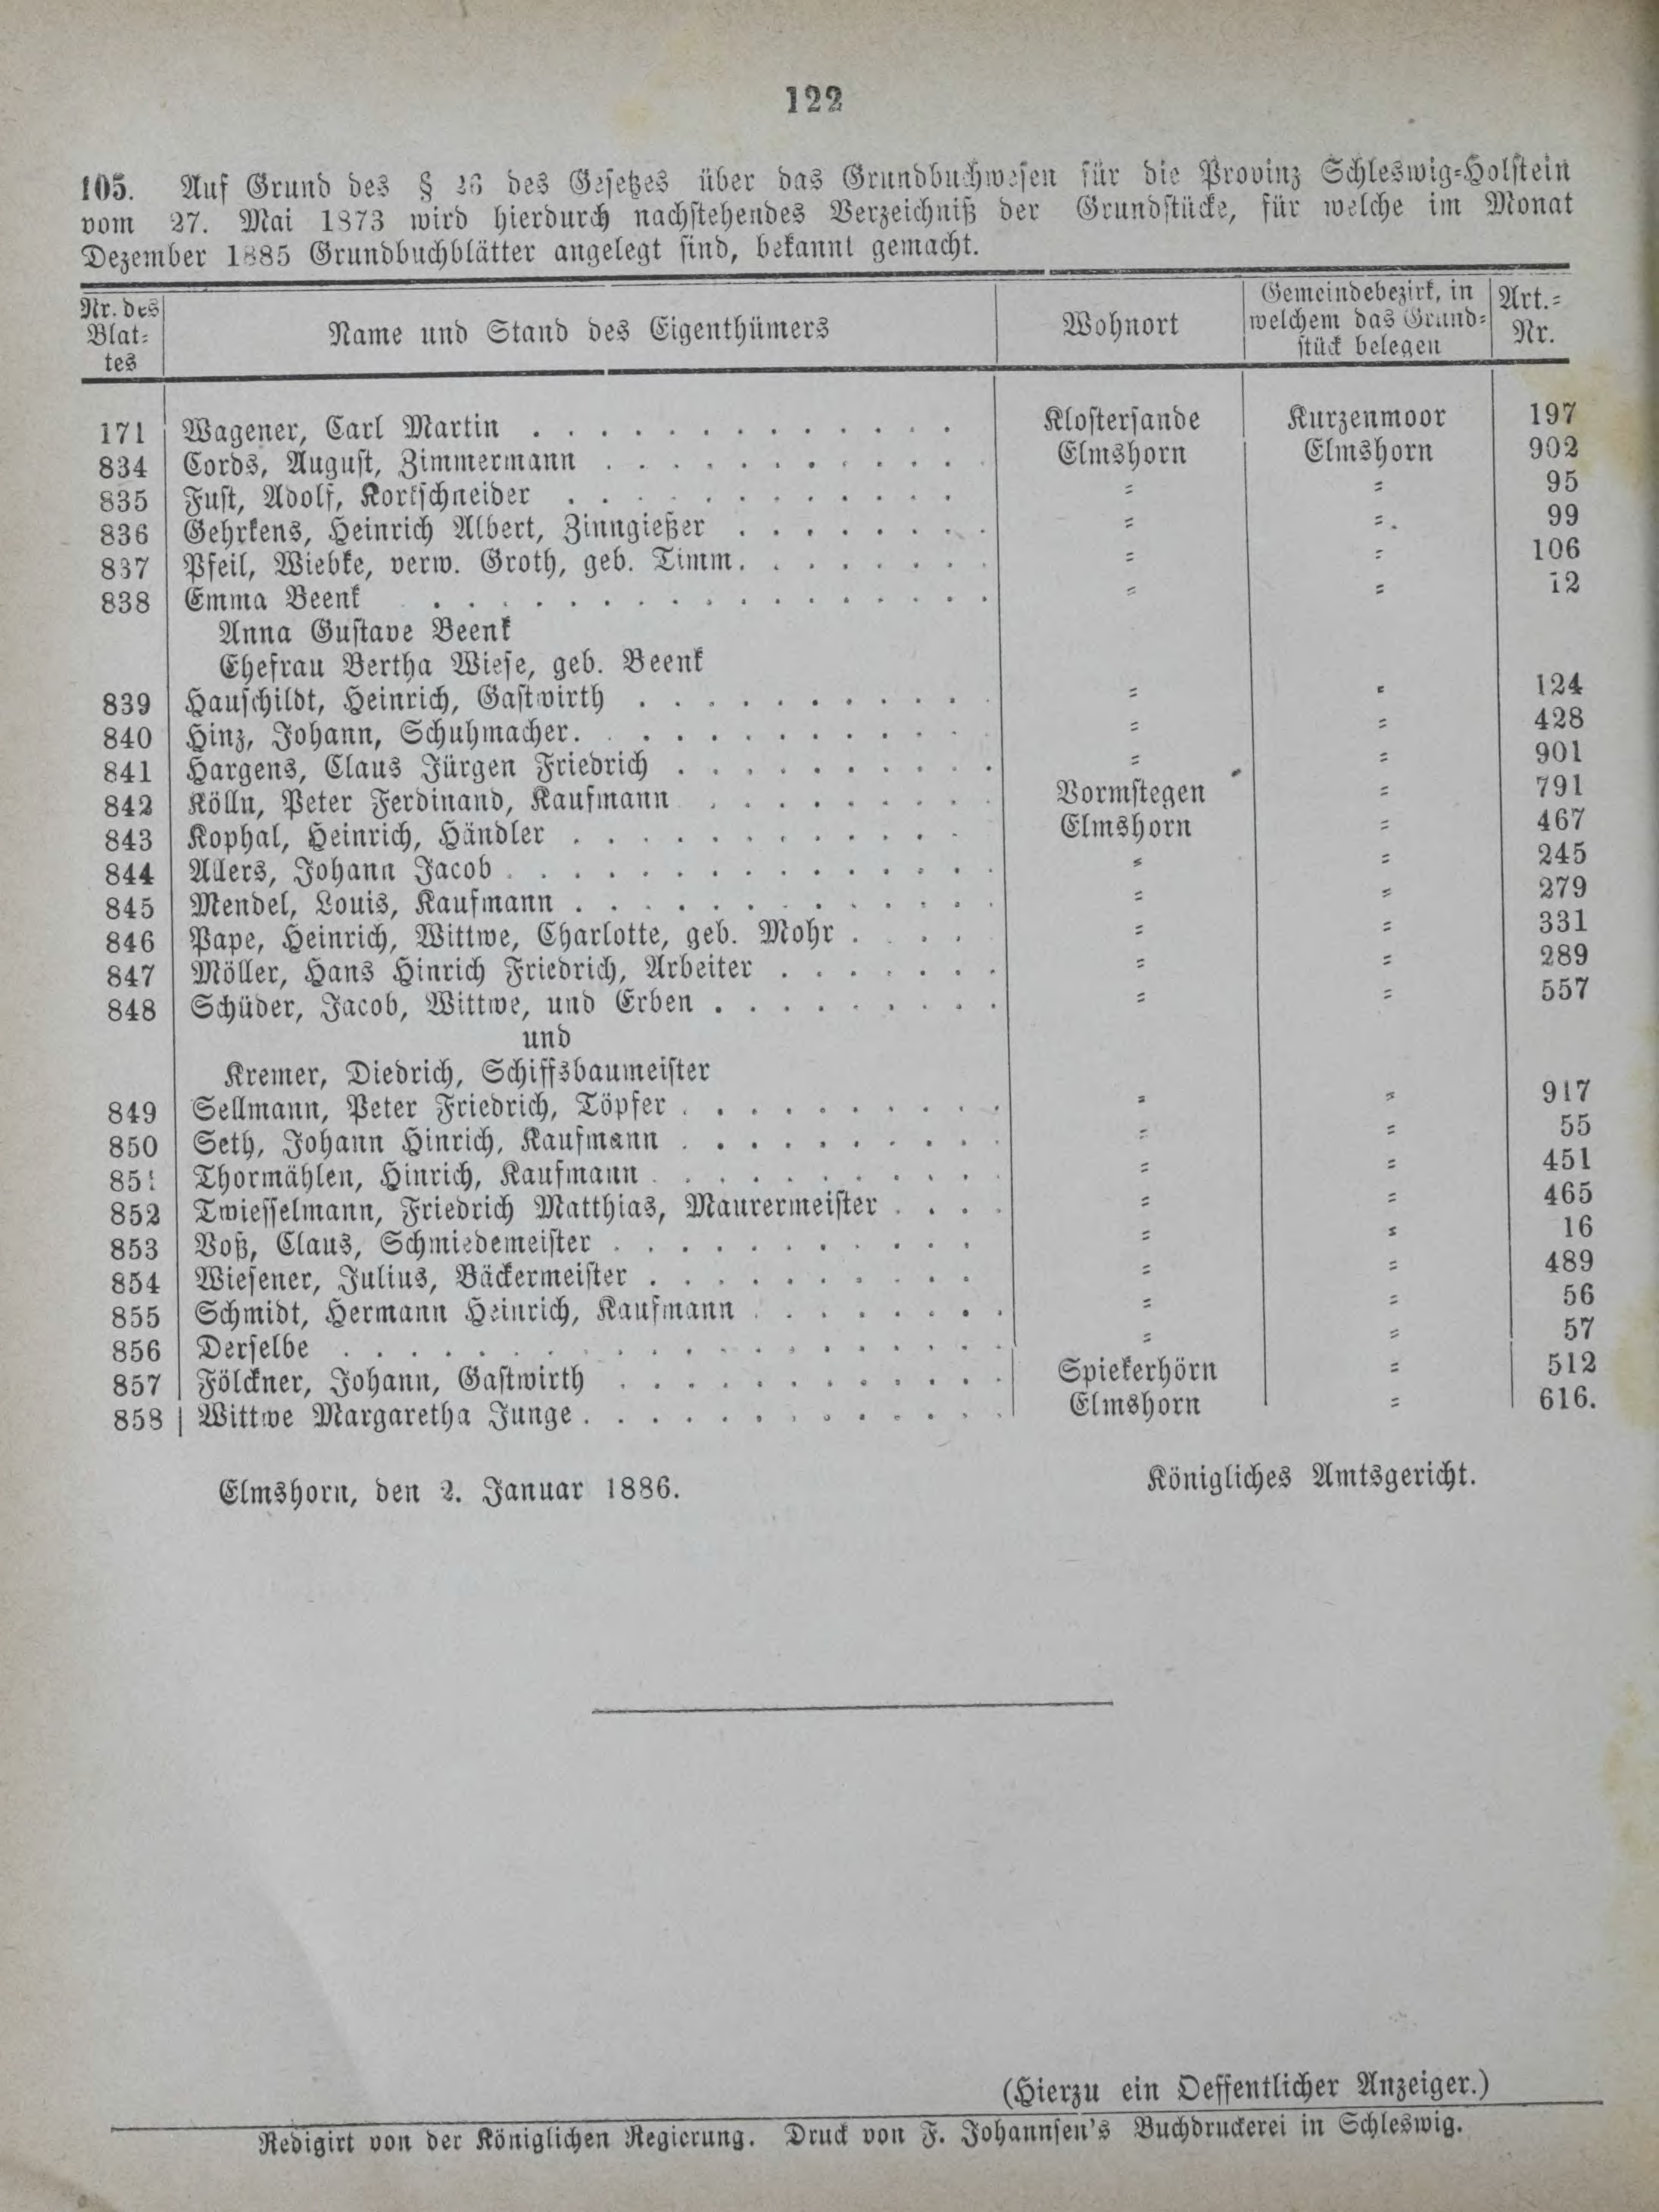 122
105. Auf Grund des § 26 des Gesetzes über das Grundbuchwesen für die Provinz Schleswig-Holstein
vom 27. Mai 1873 wird hierdurch nachstehendes Verzeichniß der Grundstücke, für welche im Monat
Dezember 1885 Grundbuchblätter angelegt sind, bekannt gemacht.
Nr. des Blat- tes | Name und Stand des Eigenthümers | Wohnort | Gemeindebezirk, in welchem das Grund- stück belegen | Art.- Nr.
171 Wagener, Carl Martin . . . . . . . . . . . . . Klostersande Kurzenmoor 197
834 Cords, August, Zimmermann . . . . . . . . . . . . Elmshorn Elmshorn 902
835 Fust, Adolf, Korkschneider . . . . . . . . . . . . = = 95
836 Gehrkens, Heinrich Albert, Zinngießer . . . . . . . . = = 99
837 Pfeil, Wiebke, verw. Groth, geb. Timm. . . . . . . . = = 106
838 Emma Beenk . . . . . . . . . . . . . . . . . = = 12
Anna Gustave Beenk
Ehefrau Bertha Wiese, geb. Beenk
839 Hauschildt, Heinrich, Gastwirth . . . . . . . . . . = = 124
840 Hinz, Johann, Schuhmacher. . . . . . . . . . . . = = 428
841 Hargens, Claus Jürgen Friedrich . . . . . . . . . . = = 901
842 Kölln, Peter Ferdinand, Kaufmann . . . . . . . . . Vormstegen = 791
843 Kophal, Heinrich, Händler . . . . . . . . . . . . Elmshorn = 467
844 Ahlers, Johann Jacob . . . . . . . . . . . . . . . = = 245
845 Mendel, Louis, Kaufmann . . . . . . . . . . . . . = = 279
846 Pape, Heinrich, Wittwe, Charlotte, geb. Mohr . . . . = = 331
847 Möller, Hans Hinrich Friedrich, Arbeiter . . . . . . . = = 289
848 Schüder, Jacob, Wittwe, und Erben . . . . . . . . . = = 557
und
Kremer, Diedrich, Schiffsbaumeister
849 Sellmann, Peter Friedrich, Töpfer . . . . . . . . . . = = 917
850 Seth, Johann Hinrich, Kaufmann . . . . . . . . . . = = 55
851 Thormählen, Hinrich, Kaufmann . . . . . . . . . . . = = 451
852 Twiesselmann, Friedrich Matthias, Maurermeister . . . . = = 465
853 Voß, Claus, Schmiedemeister . . . . . . . . . . . = = 16
854 Wiesener, Julius, Bäckermeister . . . . . . . . . . = = 489
855 Schmidt, Hermann Heinrich, Kaufmann . . . . . . . . = = 56
856 Derselbe . . . . . . . . . . . . . . . . . . . . = = 57
857 Fölckner, Johann, Gastwirth . . . . . . . . . . . . Spiekerhörn = 512
858 Wittwe Margaretha Junge . . . . . . . . . . . . . Elmshorn = 616.
Elmshorn, den 2. Januar 1886. Königliches Amtsgericht.
(Hierzu ein Oeffentlicher Anzeiger.)
Redigirt von der Königlichen Regierung. Druck von F. Johannsen's Buchdruckerei in Schleswig.